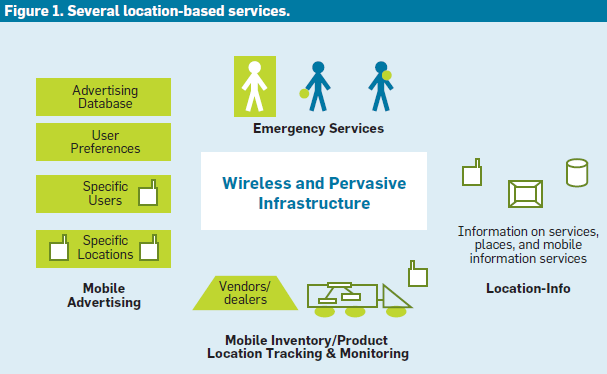 Figure 1. Several location-based services.
Advertising
Database
User
Preferences
Specific
Users
Specific
Locations
Mobile
Advertising
Emergency Services
Wireless and Pervasive
Infrastructure
Vendors/
dealers
Mobile Inventory/Product
Location Tracking & Monitoring
Information on services,
places, and mobile
information services
Location-Info